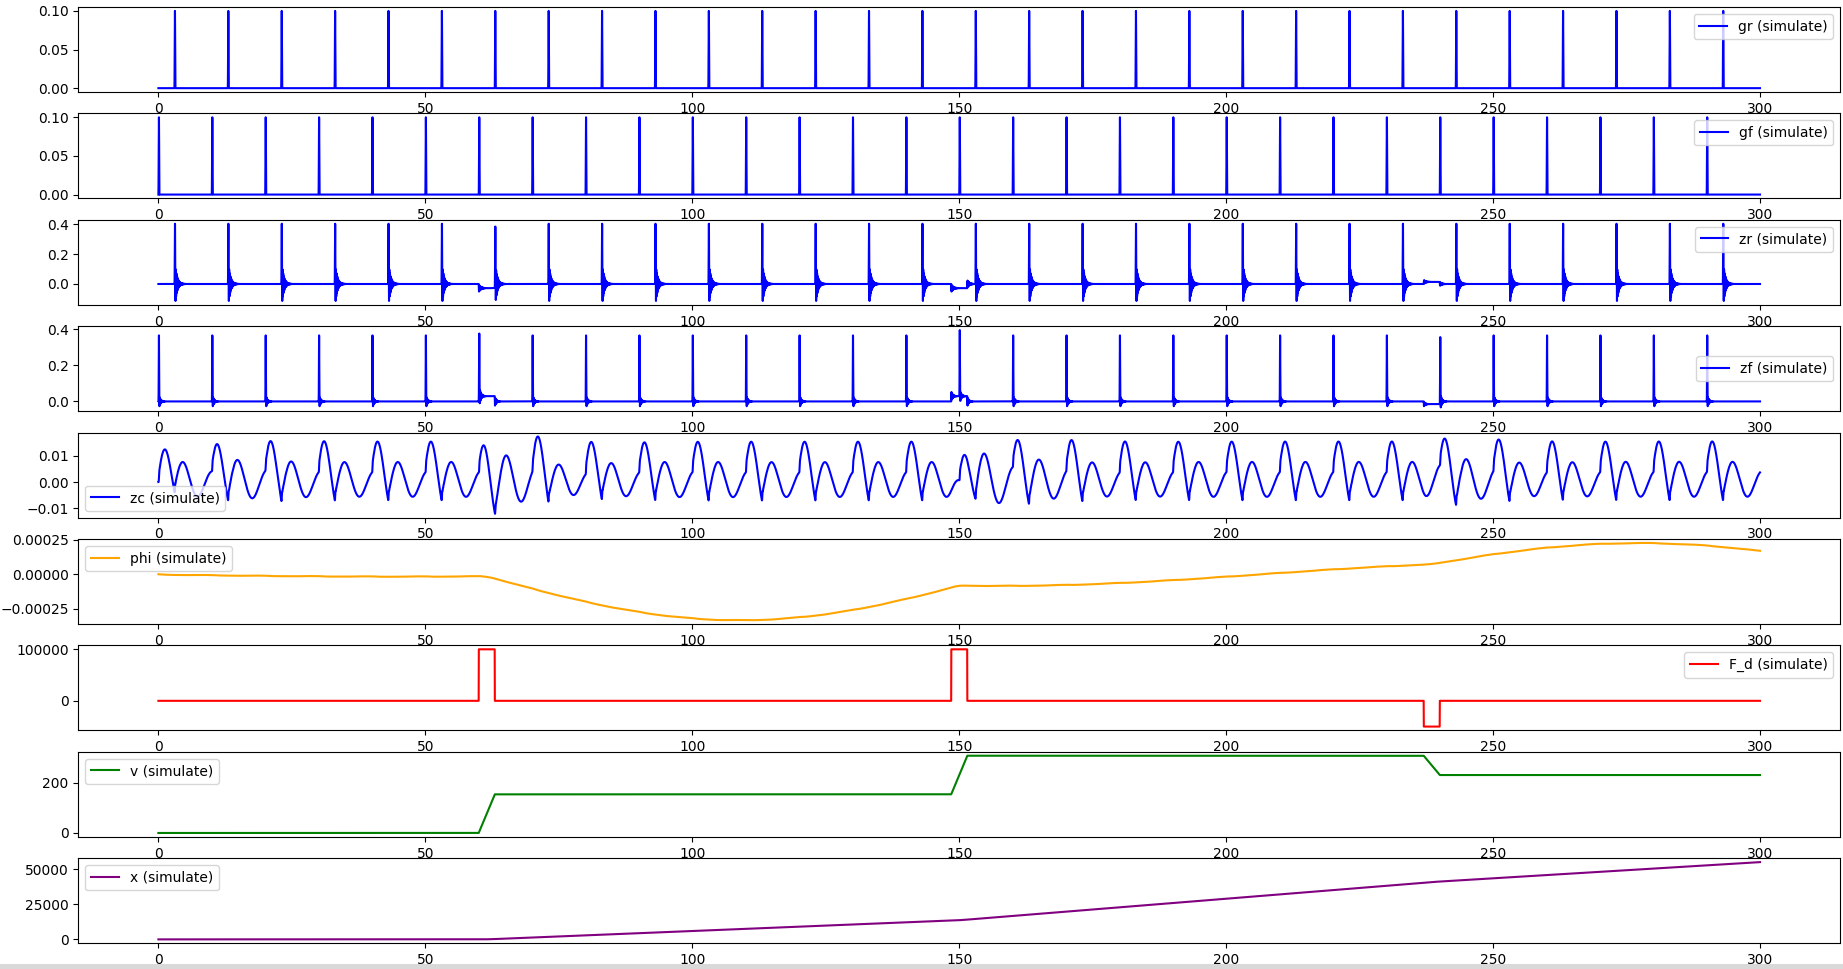 0.10
0.05
0.00
gr (simulate)
0 50 100 150 200 250 300
0.10
0.05
0.00
gf (simulate)
0 50 100 150 200 250 300
0.4
0.2
0.0
zr (simulate)
0 50 100 150 200 250 300
0.4
0.2
0.0
zf (simulate)
0 50 100 150 200 250 300
0.01
0.00
−0.01
zc (simulate)
0 50 100 150 200 250 300
0.00025
0.00000
−0.00025
phi (simulate)
0 50 100 150 200 250 300
100000
0
F_d (simulate)
0 50 100 150 200 250 300
200
0
v (simulate)
0 50 100 150 200 250 300
50000
25000
0
x (simulate)
0 50 100 150 200 250 300